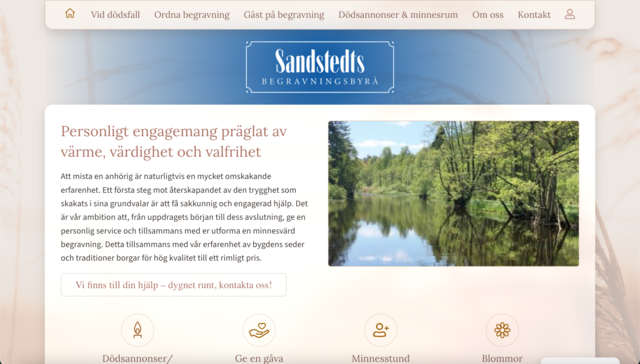 Vid dödsfall Ordna begravning Gäst på begravning Dödsannonser & minnesrum Om oss Kontakt
Sandstedts
BEGRAVNINGSBYRÅ
Personligt engagemang präglat av
värme, värdighet och valfrihet
Att mista en anhörig är naturligtvis en mycket omskakande
erfarenhet. Ett första steg mot återskapandet av den trygghet som
skakats i sina grundvalar är att få sakkunnig och engagerad hjälp. Det
är vår ambition att, från uppdragets början till dess avslutning, ge en
personlig service och tillsammans med er utforma en minnesvärd
begravning. Detta tillsammans med vår erfarenhet av bygdens seder
och traditioner borgar för hög kvalitet till ett rimligt pris.
Vi finns till din hjälp – dygnet runt, kontakta oss!
Dödsannonser/ Ge en gåva Minnesstund Blommor